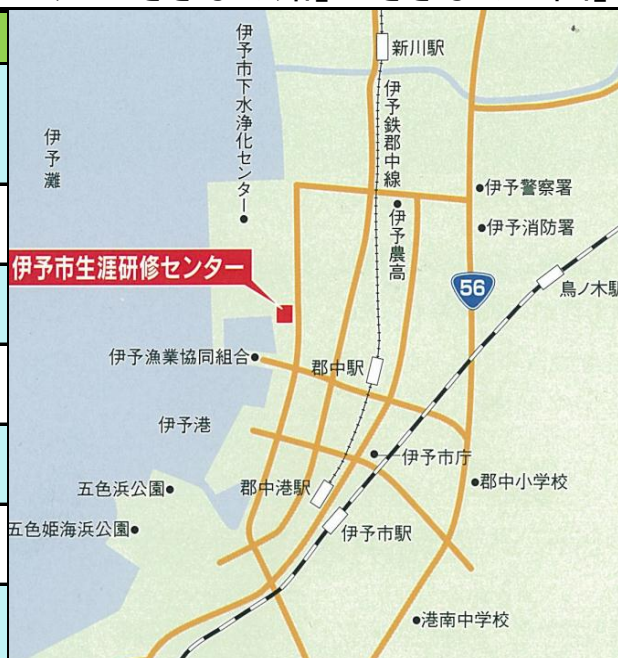 新川駅
伊予市下水浄化センター
伊予鉄郡中線
伊予灘
伊予警察署
伊予農高
伊予消防署
伊予市生涯研修センター
56
鳥ノ木駅
伊予漁業協同組合
郡中駅
伊予港
伊予市庁
五色浜公園
郡中港駅
郡中小学校
五色姫海浜公園
伊予市駅
港南中学校